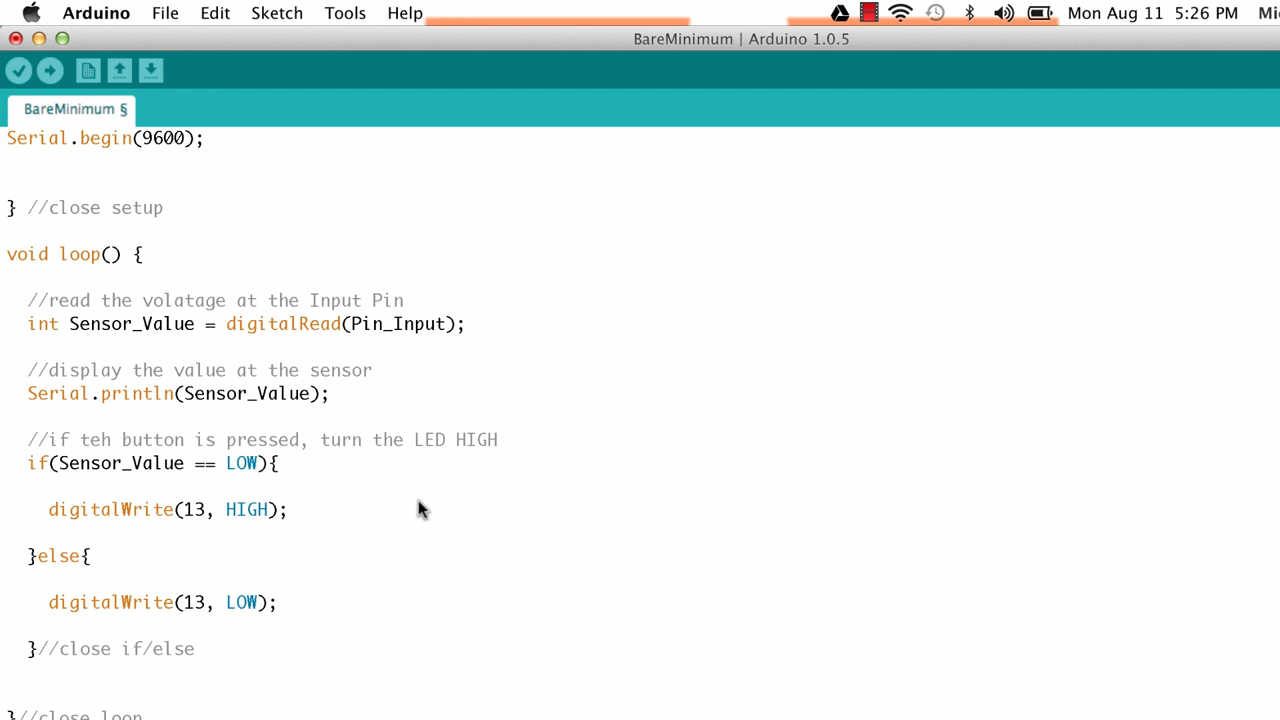 Arduino File Edit Sketch Tools Help Mon Aug 11 5:26 PM Mi
BareMinimum | Arduino 1.0.5
BareMinimum §
Serial.begin(9600);
} //close setup
void loop() {
//read the volatage at the Input Pin
int Sensor_Value = digitalRead(Pin_Input);
//display the value at the sensor
Serial.println(Sensor_Value);
//if teh button is pressed, turn the LED HIGH
if(Sensor_Value == LOW){
digitalWrite(13, HIGH);
}else{
digitalWrite(13, LOW);
}//close if/else
}//close loop